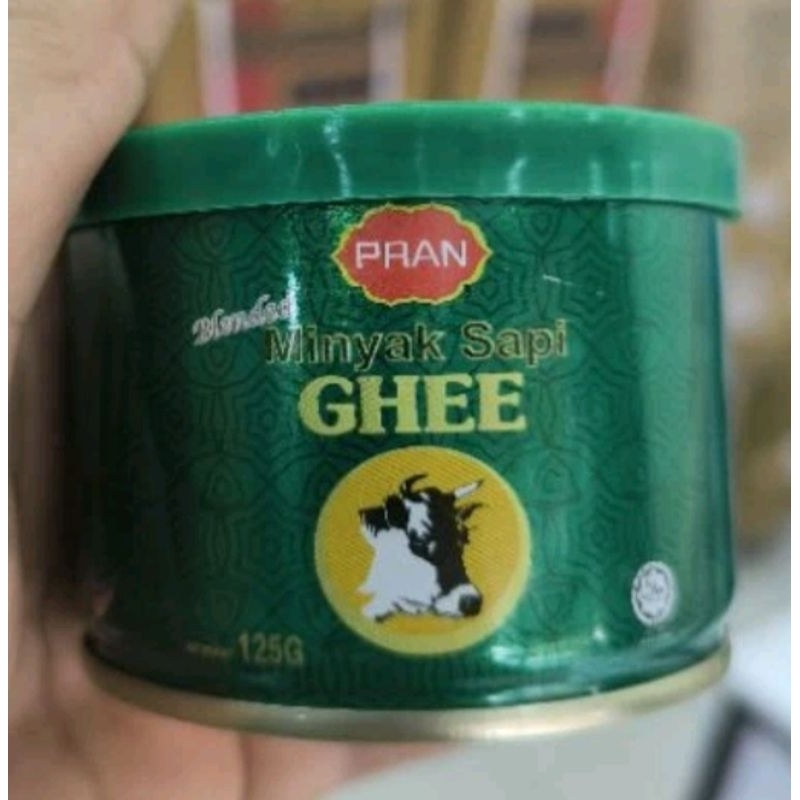 PRAN
Blended
Minyak Sapi
GHEE
125G